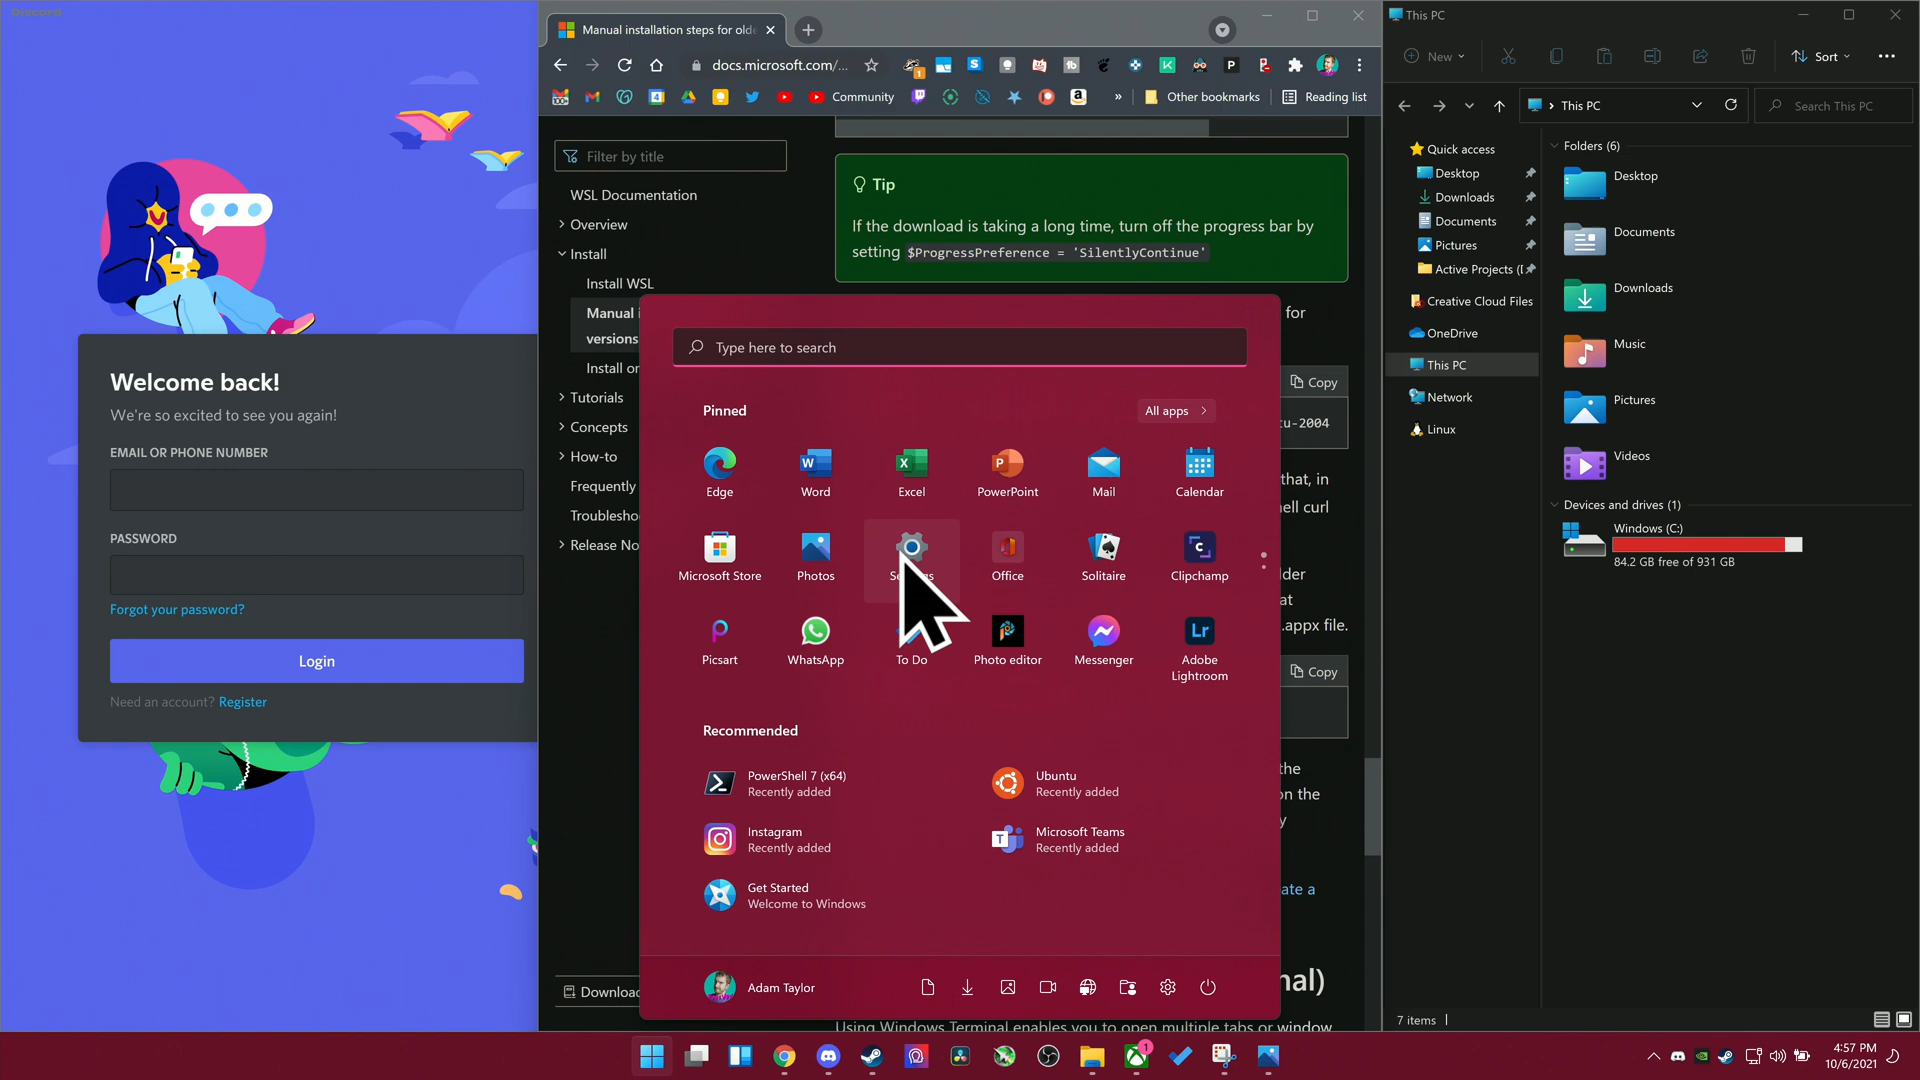 Discord
Welcome back!
We're so excited to see you again!
EMAIL OR PHONE NUMBER
PASSWORD
Forgot your password?
Login
Need an account? Register
Manual installation steps for olde
docs.microsoft.com/...
1
Community
Other bookmarks
Reading list
Filter by title
WSL Documentation
Overview
Install
Install WSL
Manual i
versions
Install or
Tutorials
Concepts
How-to
Frequently
Troublesho
Release No
Downloa
Tip
If the download is taking a long time, turn off the progress bar by
setting $ProgressPreference = 'SilentlyContinue'
for
Copy
tu-2004
that, in
ell curl
lder
at
.appx file.
Copy
the
on the
y
ate a
nal)
Using Windows Terminal enables you to open multiple tabs or window
Type here to search
Pinned
All apps
Edge
Word
Excel
PowerPoint
Mail
Calendar
Microsoft Store
Photos
Office
Solitaire
Clipchamp
Picsart
WhatsApp
To Do
Photo editor
Messenger
Adobe
Lightroom
Recommended
PowerShell 7 (x64)
Recently added
Ubuntu
Recently added
Instagram
Recently added
Microsoft Teams
Recently added
Get Started
Welcome to Windows
Adam Taylor
This PC
New
Sort
This PC
Search This PC
Quick access
Desktop
Downloads
Documents
Pictures
Active Projects (D
Creative Cloud Files
OneDrive
This PC
Network
Linux
Folders (6)
Desktop
Documents
Downloads
Music
Pictures
Videos
Devices and drives (1)
Windows (C:)
84.2 GB free of 931 GB
7 items
1
4:57 PM
10/6/2021